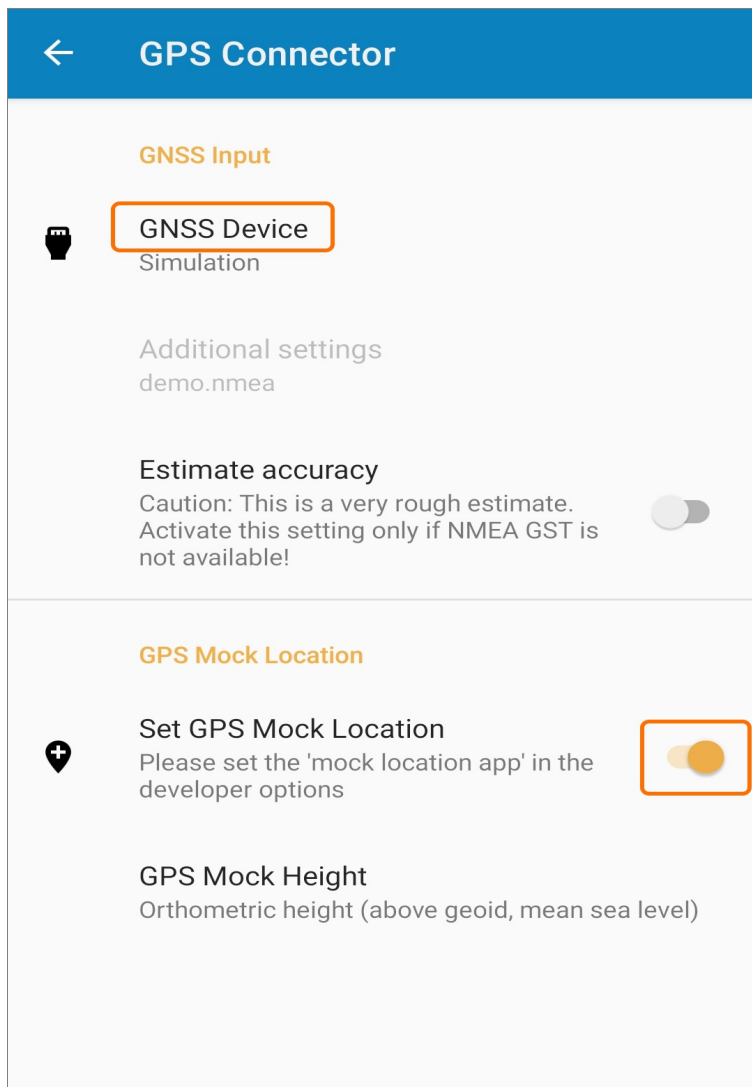 GPS Connector
GNSS Input
GNSS Device
Simulation
Additional settings
demo.nmea
Estimate accuracy
Caution: This is a very rough estimate.
Activate this setting only if NMEA GST is
not available!
GPS Mock Location
Set GPS Mock Location
Please set the 'mock location app' in the
developer options
GPS Mock Height
Orthometric height (above geoid, mean sea level)